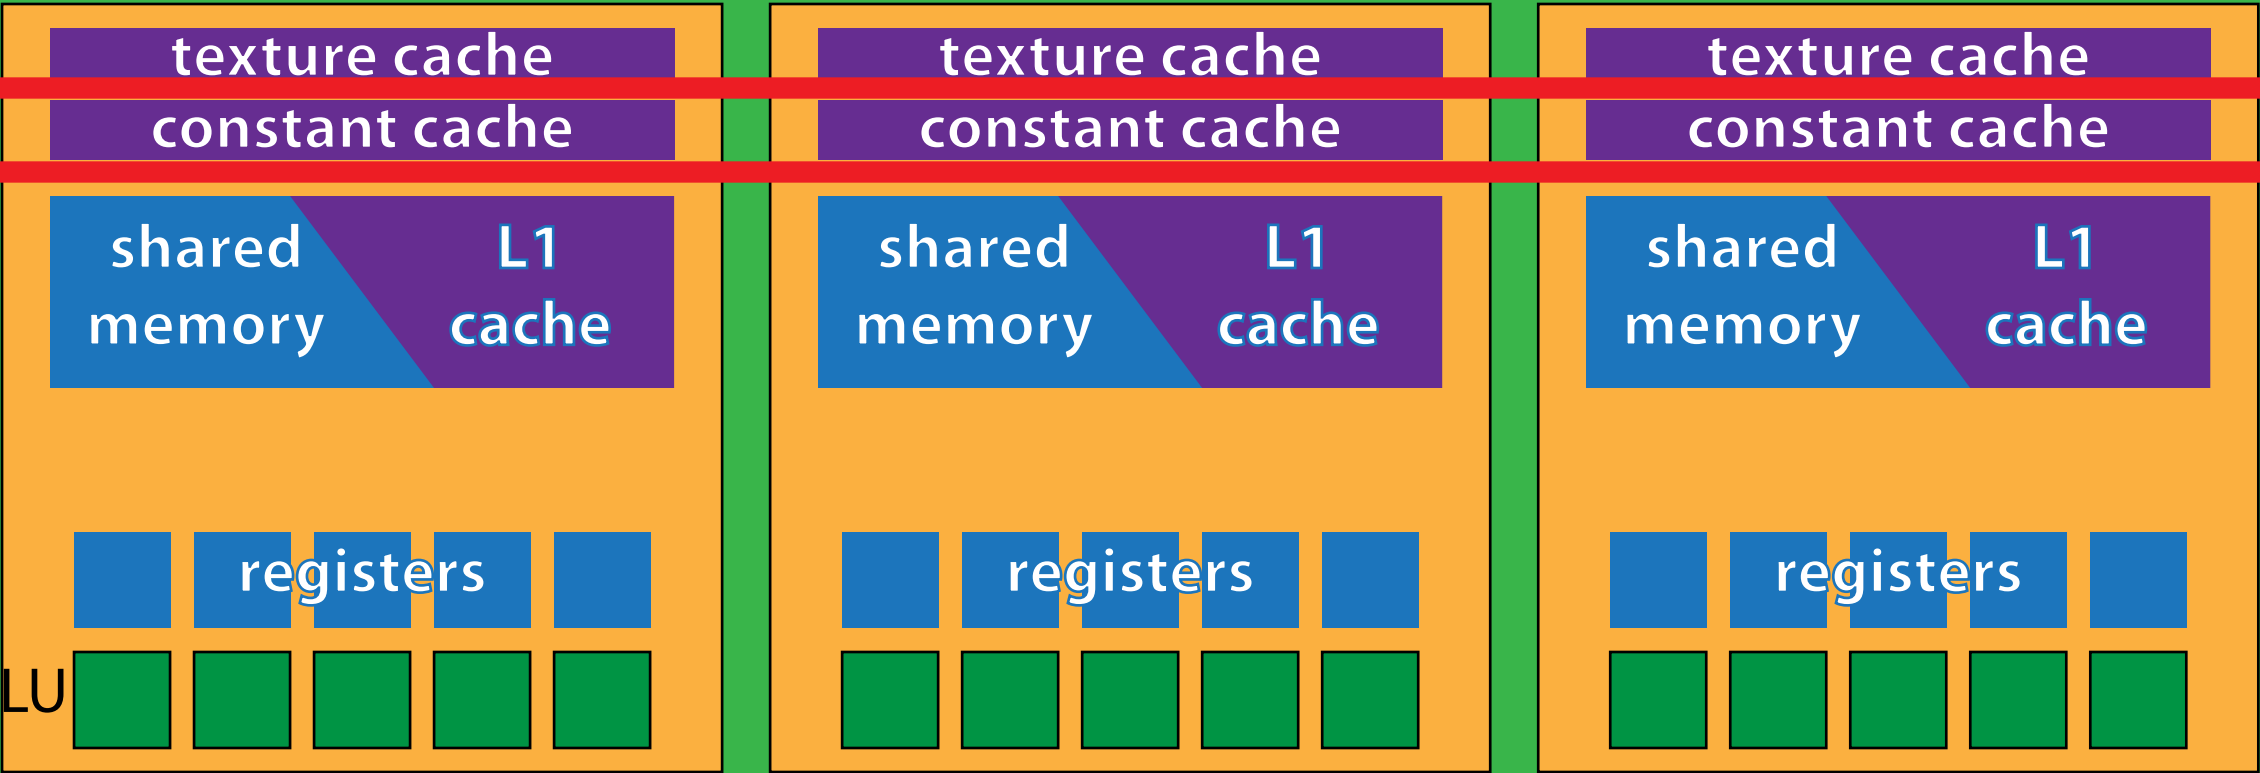 texture cache texture cache texture cache
constant cache constant cache constant cache
shared L1 shared L1 shared L1
memory cache memory cache memory cache
registers registers registers
LU